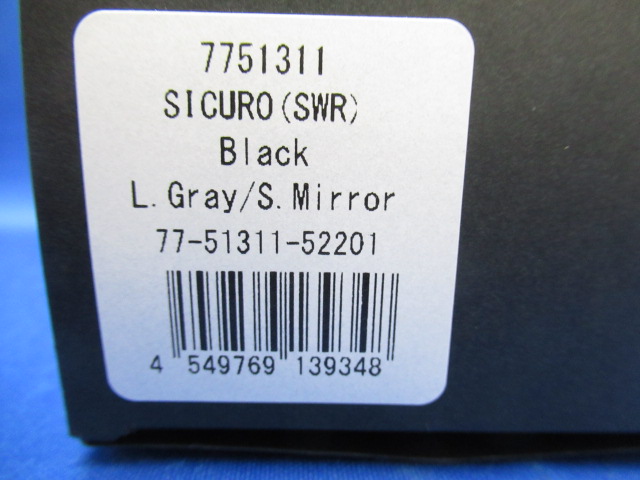 7751311
SICURO(SWR)
Black
L.Gray/S.Mirror
77-51311-52201
4 549769 139348